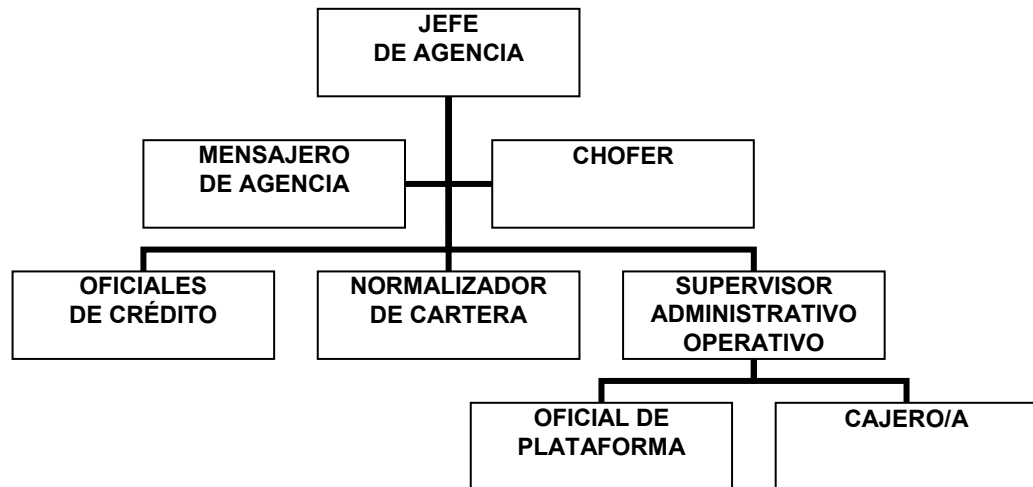 JEFE
DE AGENCIA
MENSAJERO
DE AGENCIA
CHOFER
OFICIALES
DE CRÉDITO
NORMALIZADOR
DE CARTERA
SUPERVISOR
ADMINISTRATIVO
OPERATIVO
OFICIAL DE
PLATAFORMA
CAJERO/A